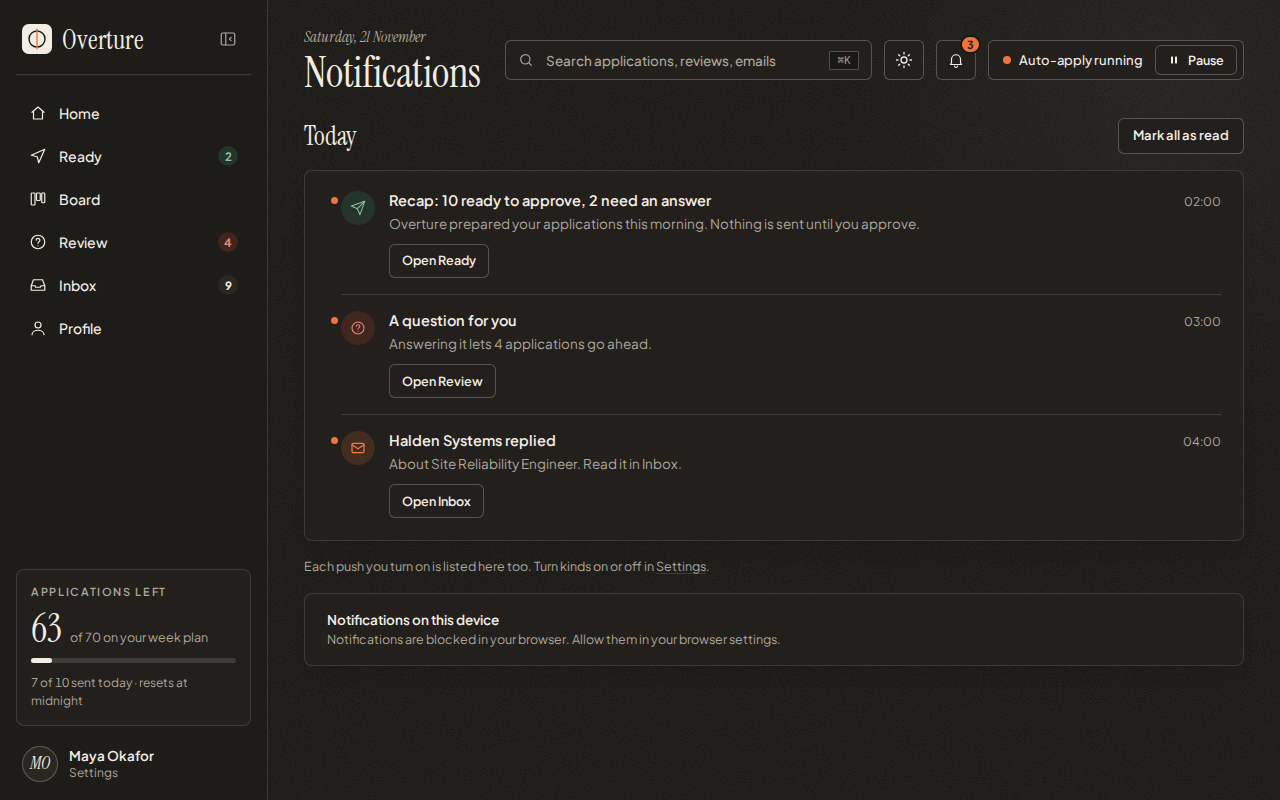 Overture
Home
Ready 2
Board
Review 4
Inbox 9
Profile
APPLICATIONS LEFT
63 of 70 on your week plan
7 of 10 sent today · resets at
midnight
MO
Maya Okafor
Settings
Saturday, 21 November
Notifications
Search applications, reviews, emails ⌘K
3
Auto-apply running
Pause
Today
Mark all as read
Recap: 10 ready to approve, 2 need an answer 02:00
Overture prepared your applications this morning. Nothing is sent until you approve.
Open Ready
A question for you 03:00
Answering it lets 4 applications go ahead.
Open Review
Halden Systems replied 04:00
About Site Reliability Engineer. Read it in Inbox.
Open Inbox
Each push you turn on is listed here too. Turn kinds on or off in Settings.
Notifications on this device
Notifications are blocked in your browser. Allow them in your browser settings.